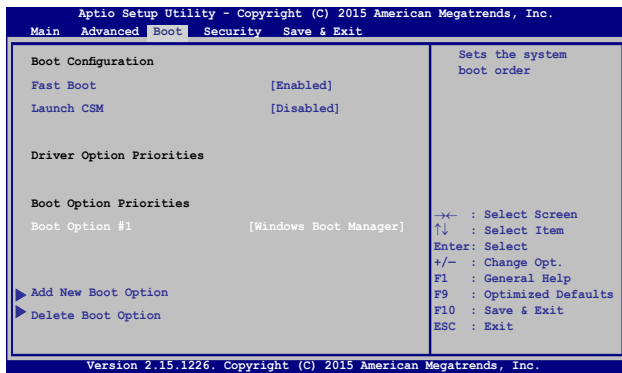 Aptio Setup Utility - Copyright (C) 2015 American Megatrends, Inc.
Main Advanced Boot Security Save & Exit
Boot Configuration
Fast Boot [Enabled]
Launch CSM [Disabled]
Driver Option Priorities
Boot Option Priorities
Boot Option #1 [Windows Boot Manager]
Add New Boot Option
Delete Boot Option
Sets the system
boot order
→← : Select Screen
↑↓ : Select Item
Enter: Select
+/— : Change Opt.
F1 : General Help
F9 : Optimized Defaults
F10 : Save & Exit
ESC : Exit
Version 2.15.1226. Copyright (C) 2015 American Megatrends, Inc.